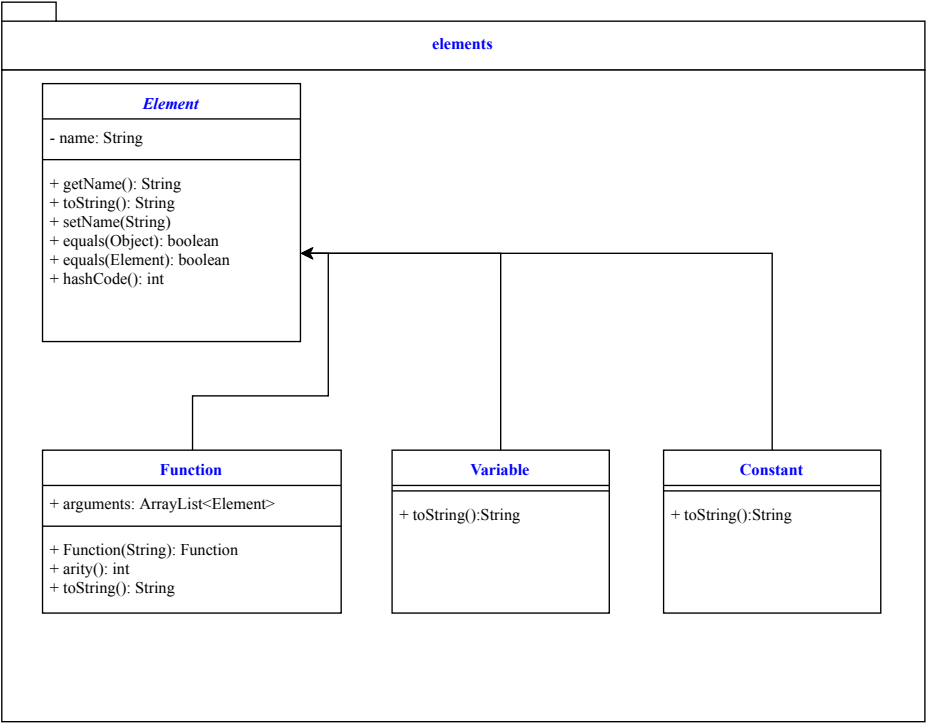 elements
Element
- name: String
+ getName(): String
+ toString(): String
+ setName(String)
+ equals(Object): boolean
+ equals(Element): boolean
+ hashCode(): int
Function
+ arguments: ArrayList<Element>
+ Function(String): Function
+ arity(): int
+ toString(): String
Variable
+ toString():String
Constant
+ toString():String